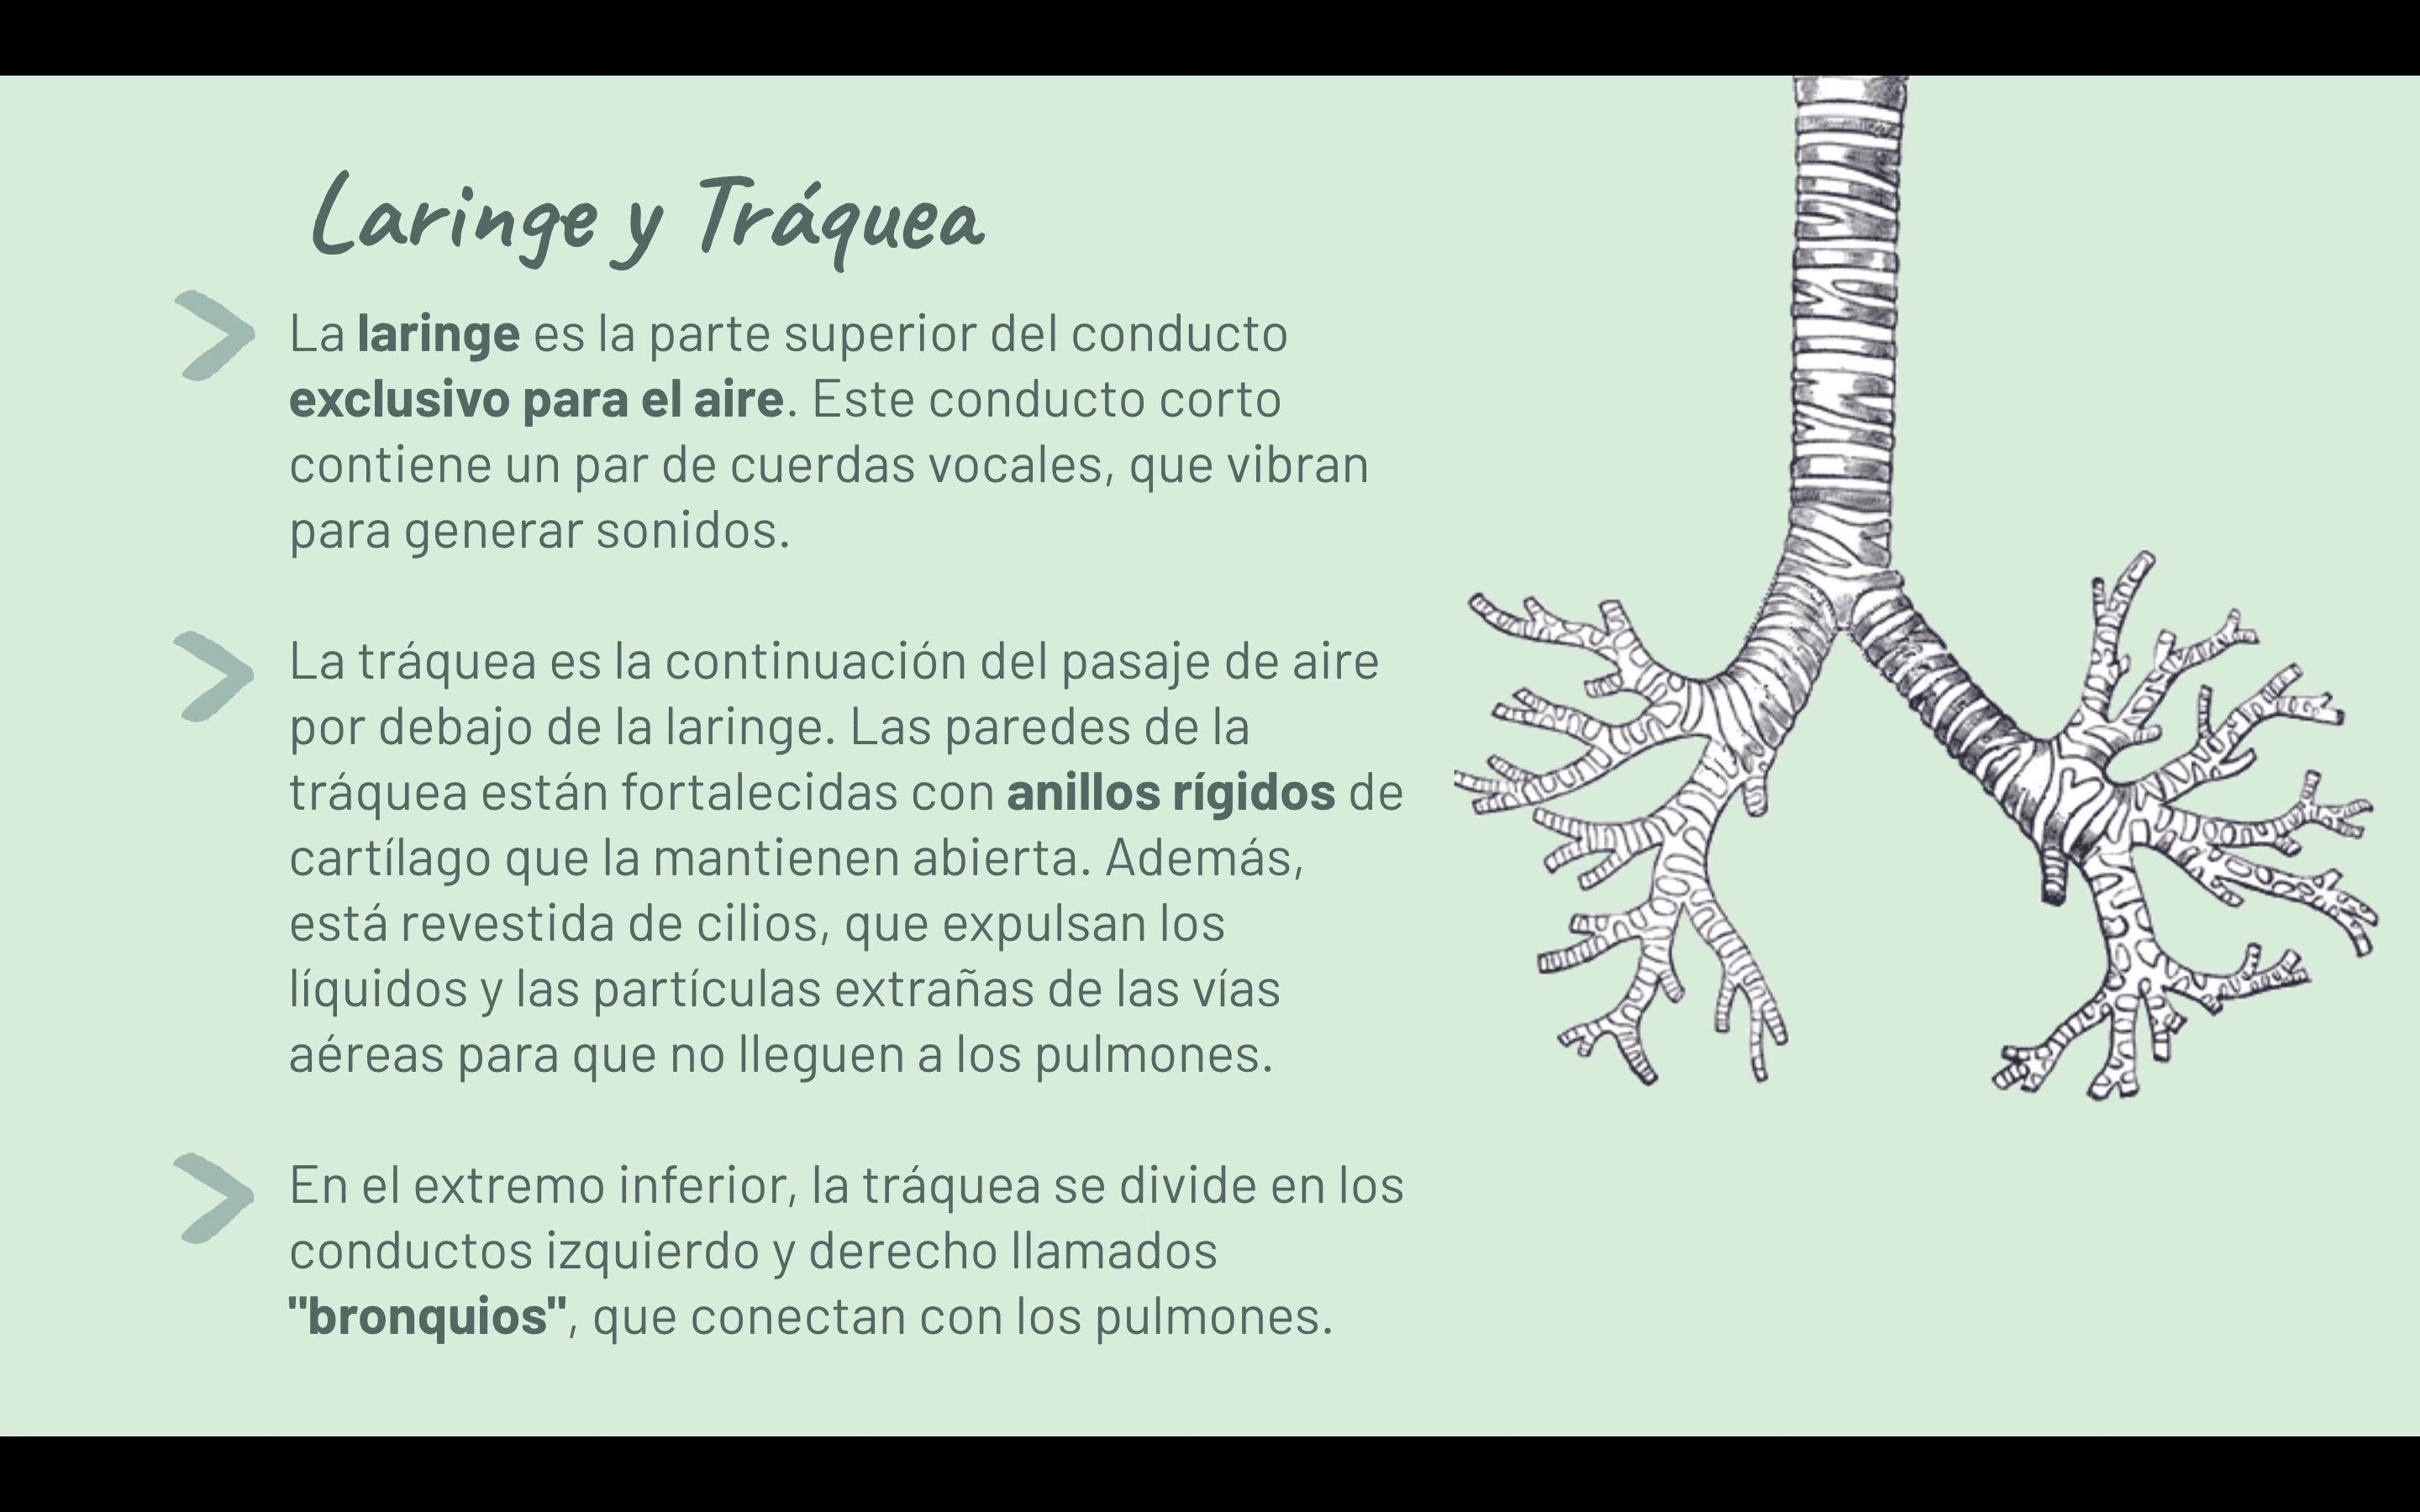 Laringe y Tráquea
La laringe es la parte superior del conducto
exclusivo para el aire. Este conducto corto
contiene un par de cuerdas vocales, que vibran
para generar sonidos.
La tráquea es la continuación del pasaje de aire
por debajo de la laringe. Las paredes de la
tráquea están fortalecidas con anillos rígidos de
cartílago que la mantienen abierta. Además,
está revestida de cilios, que expulsan los
líquidos y las partículas extrañas de las vías
aéreas para que no lleguen a los pulmones.
En el extremo inferior, la tráquea se divide en los
conductos izquierdo y derecho llamados
"bronquios", que conectan con los pulmones.